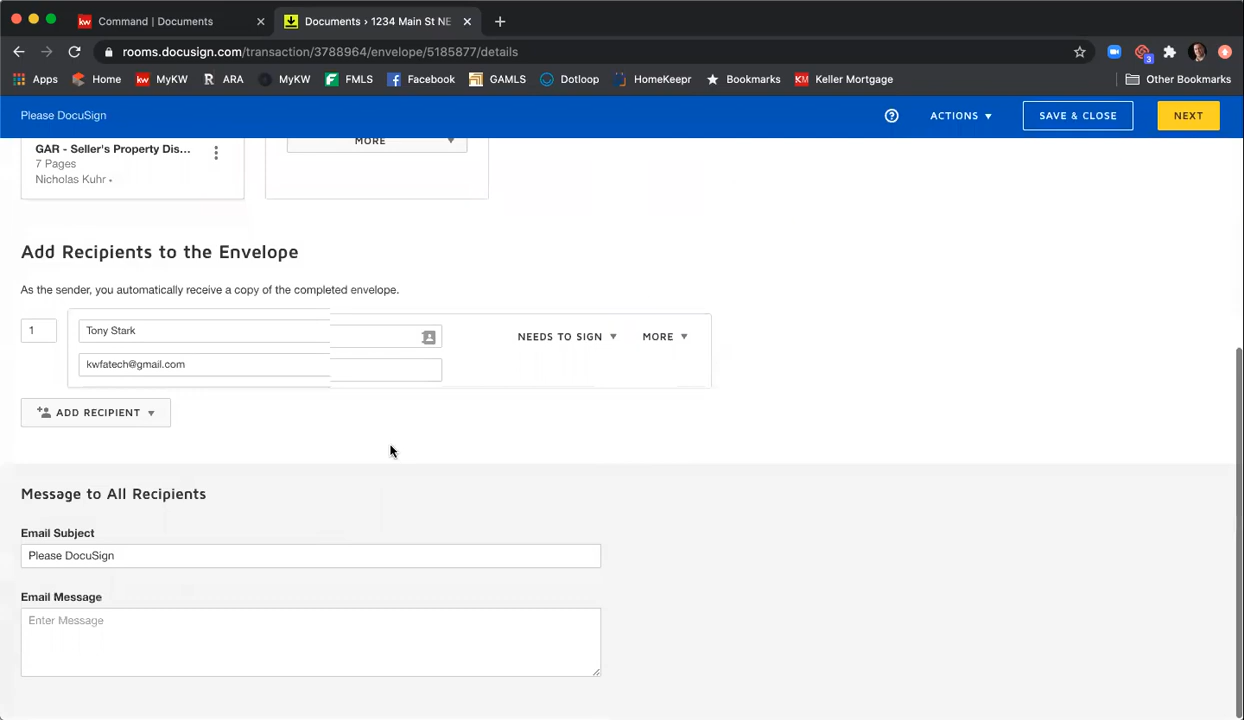 Command | Documents
Documents › 1234 Main St NE
rooms.docusign.com/transaction/3788964/envelope/5185877/details
Apps Home kw MyKW R ARA MyKW F FMLS Facebook GAMLS Dotloop HomeKeepr Bookmarks KM Keller Mortgage Other Bookmarks
Please DocuSign ACTIONS SAVE & CLOSE NEXT
GAR - Seller's Property Dis...
7 Pages
Nicholas Kuhr
MORE
Add Recipients to the Envelope
As the sender, you automatically receive a copy of the completed envelope.
1 Tony Stark NEEDS TO SIGN MORE
kwfatech@gmail.com
ADD RECIPIENT
Message to All Recipients
Email Subject
Please DocuSign
Email Message
Enter Message